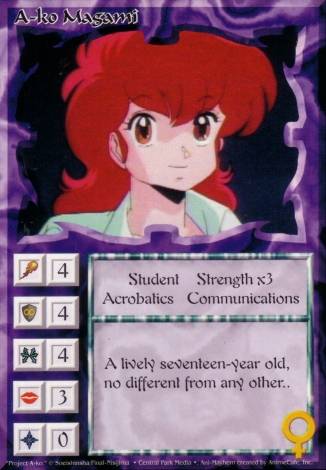 A-ko Magami
4
4
4
3
0
Student Strength x3
Acrobatics Communications
A lively seventeen-year old,
no different from any other..
"Project A-ko." © Soeishinsha/Final-Nishijima • Central Park Media • Ani-Mayhem created by AnimeCafe, Inc.